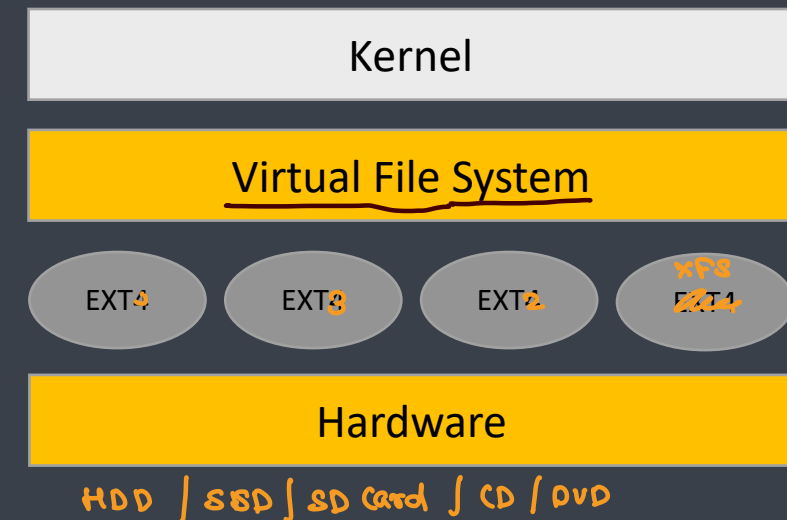 Kernel
Virtual File System
XFS
EXT4 EXT3 EXT2
Hardware
HDD / SSD / SD Card / CD / DVD